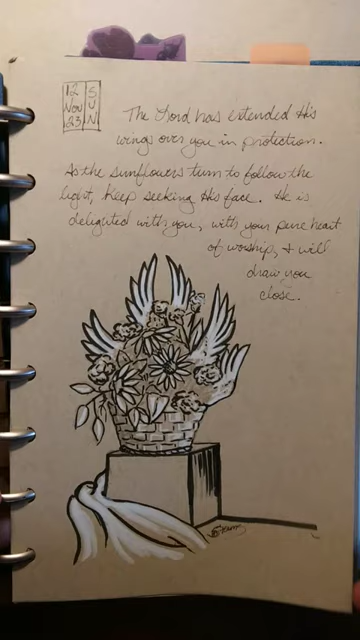 12
Nov
23
SUN
The Lord has extended His
wings over you in protection.
As the sunflowers turn to follow the
light, keep seeking His face. He is
delighted with you, with your pure heart
of worship, & will
draw you
close.